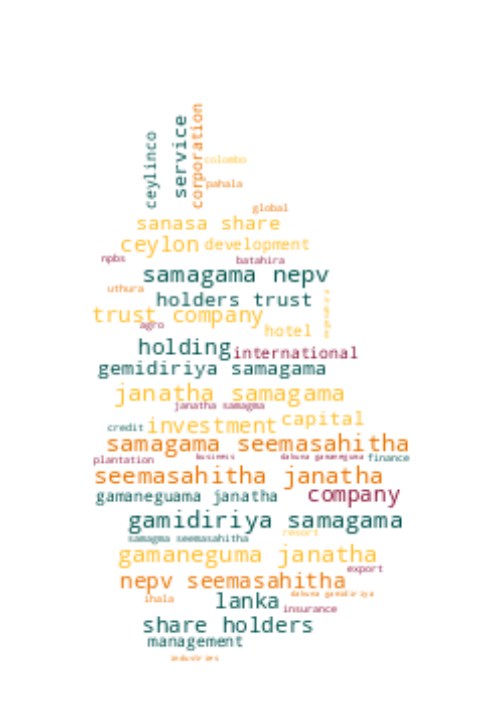 ceylinco
service
corporation
colombo
pahala
global
sanasa share
ceylon development
npbs batahira
samagama nepv
uthura
holders trust
trust company
agro
hotel
holding international
gemidiriya samagama
janatha samagama
janatha samagma
credit investment capital
samagama seemasahitha
plantation business dakuna gamaneguma finance
seemasahitha janatha
gamaneguama janatha company
gamidiriya samagama
samagma seemasahitha resort
gamaneguma janatha
export
nepv seemasahitha
ihala dakuna gamidiriya
lanka insurance
share holders
management
industries